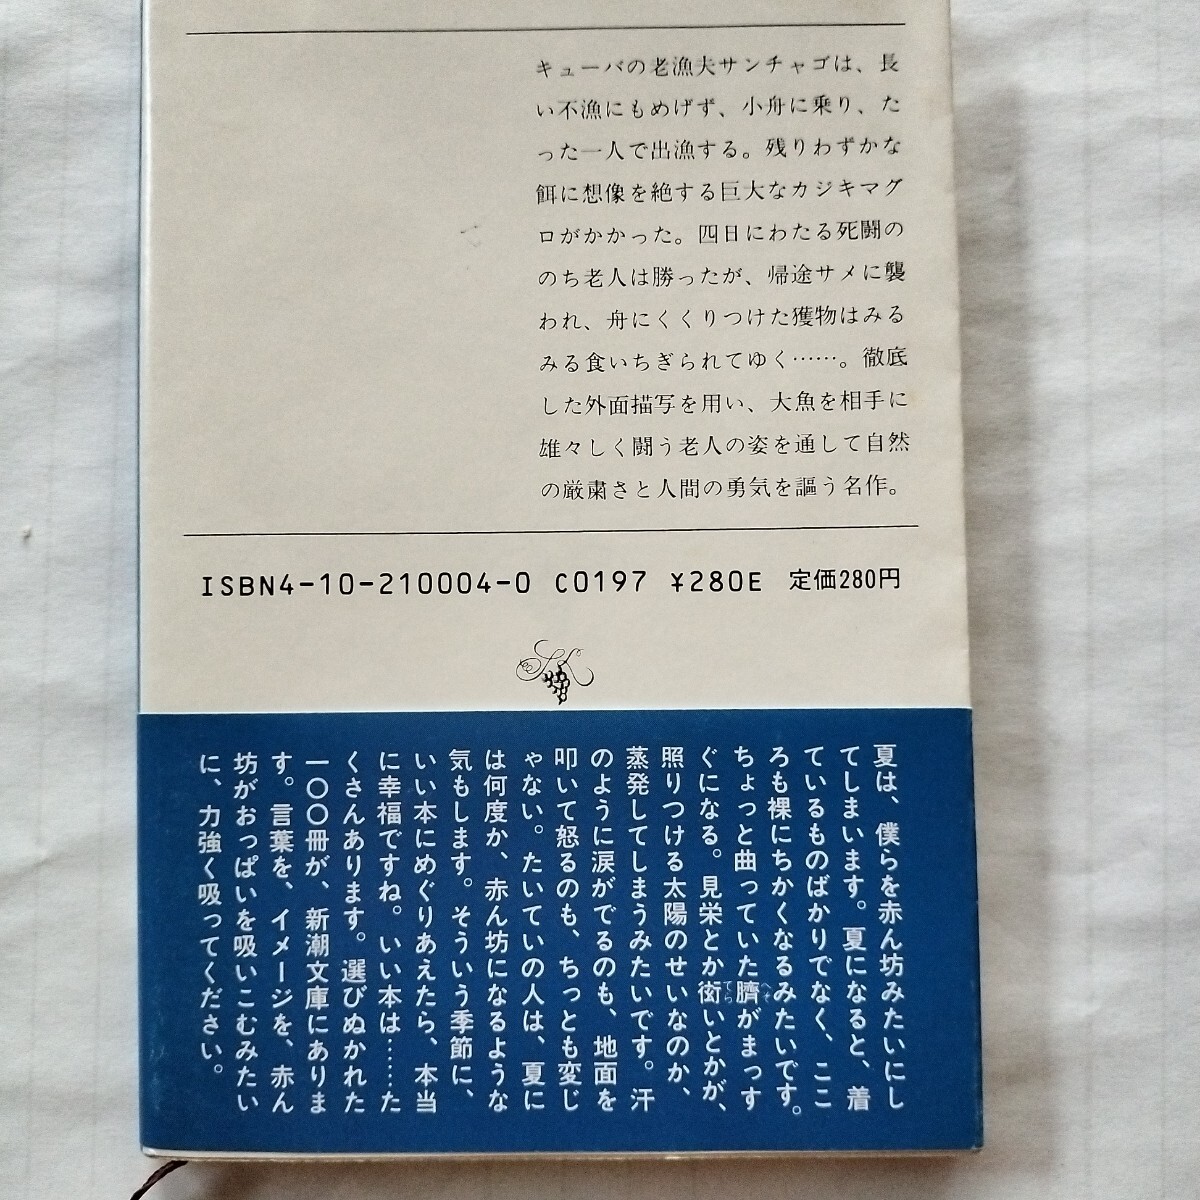 キューバの老漁夫サンチャゴは、長
い不漁にもめげず、小舟に乗り、た
った一人で出漁する。残りわずかな
餌に想像を絶する巨大なカジキマグ
ロがかかった。四日にわたる死闘の
のち老人は勝ったが、帰途サメに襲
われ、舟にくくりつけた獲物はみる
みる食いちぎられてゆく……。徹底
した外面描写を用い、大魚を相手に
雄々しく闘う老人の姿を通して自然
の厳粛さと人間の勇気を謳う名作。
ISBN4-10-210004-0 C0197 ¥280E 定価280円
夏は、僕らを赤ん坊みたいにし
てしまいます。夏になると、着
ているものばかりでなく、ここ
ろも裸にちかくなるみたいです。
ちょっと曲っていた臍がまっす
ぐになる。見栄とか衒いとかが、
照りつける太陽のせいなのか、
蒸発してしまうみたいです。汗
のように涙がでるのも、地面を
叩いて怒るのも、ちっとも変じ
ゃない。たいていの人は、夏に
は何度か、赤ん坊になるような
気もします。そういう季節に、
いい本にめぐりあえたら、本当
に幸福ですね。いい本は……た
くさんあります。選びぬかれた
一〇〇冊が、新潮文庫にありま
す。言葉を、イメージを、赤ん
坊がおっぱいを吸いこむみたい
に、力強く吸ってください。